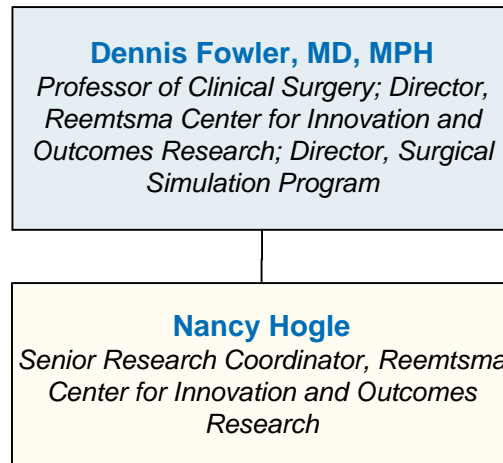 Dennis Fowler, MD, MPH
Professor of Clinical Surgery; Director,
Reemtsma Center for Innovation and
Outcomes Research; Director, Surgical
Simulation Program
Nancy Hogle
Senior Research Coordinator, Reemtsma
Center for Innovation and Outcomes
Research